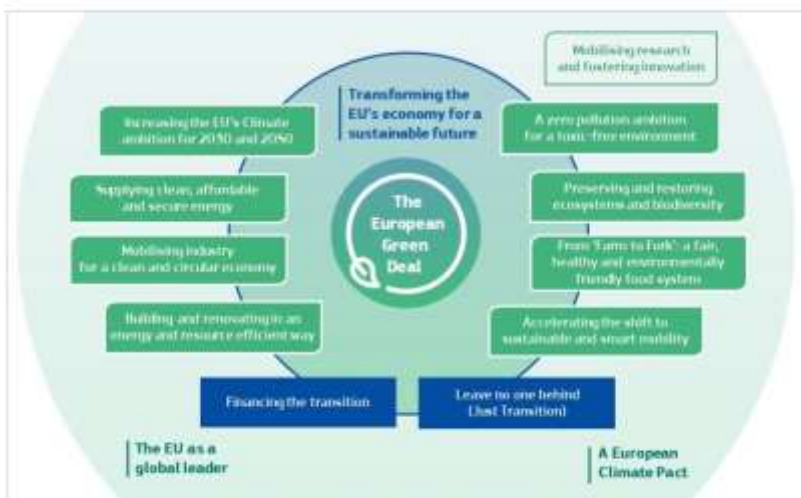 Mobilising research
and fostering innovation
Transforming the
EU's economy for a
sustainable future
Increasing the EU's Climate
ambition for 2030 and 2050
A zero pollution ambition
for a toxic-free environment
Supplying clean, affordable
and secure energy
The
European
Green
Deal
Preserving and restoring
ecosystems and biodiversity
Mobilising industry
for a clean and circular economy
From 'Farm to Fork': a fair,
healthy and environmentally
friendly food system
Building and renovating in an
energy and resource efficient way
Accelerating the shift to
sustainable and smart mobility
Financing the transition
Leave no one behind
(Just Transition)
The EU as a
global leader
A European
Climate Pact